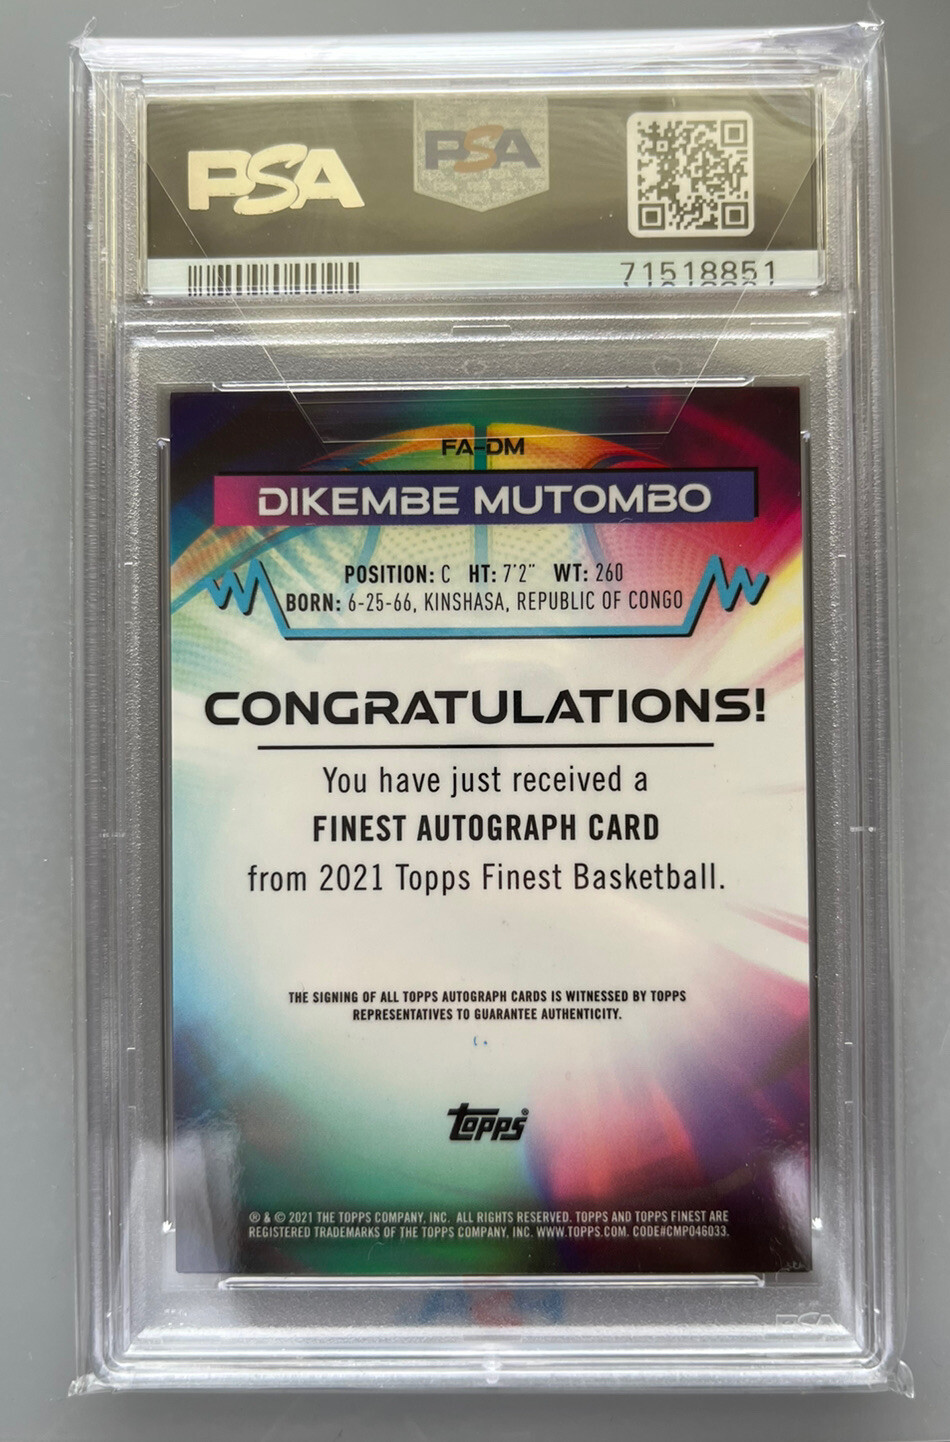 PSA
PSA
71518851
FA-DM
DIKEMBE MUTOMBO
POSITION: C HT: 7'2" WT: 260
BORN: 6-25-66, KINSHASA, REPUBLIC OF CONGO
CONGRATULATIONS!
You have just received a
FINEST AUTOGRAPH CARD
from 2021 Topps Finest Basketball.
THE SIGNING OF ALL TOPPS AUTOGRAPH CARDS IS WITNESSED BY TOPPS
REPRESENTATIVES TO GUARANTEE AUTHENTICITY.
topps®
® & © 2021 THE TOPPS COMPANY, INC. ALL RIGHTS RESERVED. TOPPS AND TOPPS FINEST ARE
REGISTERED TRADEMARKS OF THE TOPPS COMPANY, INC. WWW.TOPPS.COM. CODE#CMP046033.
PSA